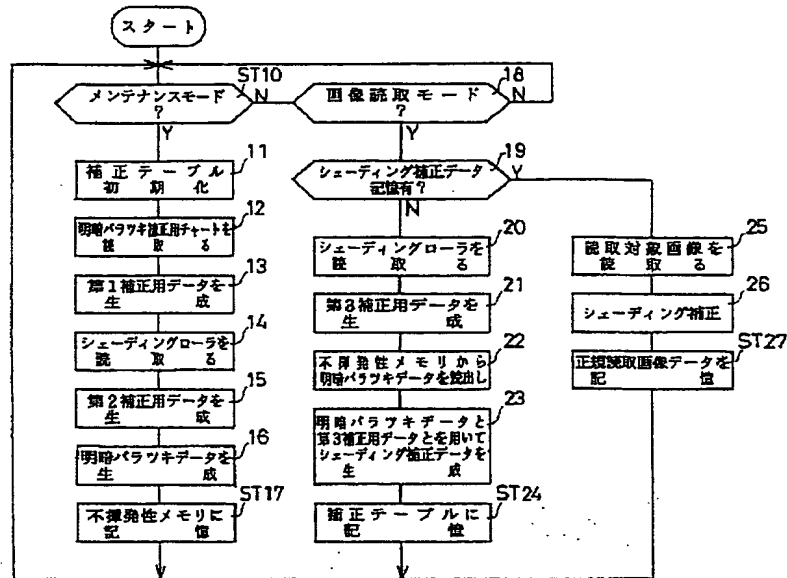 スタート
ST10
メンテナンスモード
?
N
Y
18
画像読取モード
?
N
Y
11
補正テーブル
初期化
12
明暗バラツキ補正用チャートを
読取る
13
第1補正用データを
生成
14
シェーディングローラを
読取る
15
第2補正用データを
生成
16
明暗バラツキデータを
生成
ST17
不揮発性メモリに
記憶
19
シェーディング補正データ
記憶有?
Y
N
20
シェーディングローラを
読取る
21
第3補正用データを
生成
22
不揮発性メモリから
明暗バラツキデータを読出し
23
明暗バラツキデータと
第3補正用データとを用いて
シェーディング補正データを
生成
ST24
補正テーブルに
記憶
25
読取対象画像を
読取る
26
シェーディング補正
ST27
正規読取画像データを
記憶